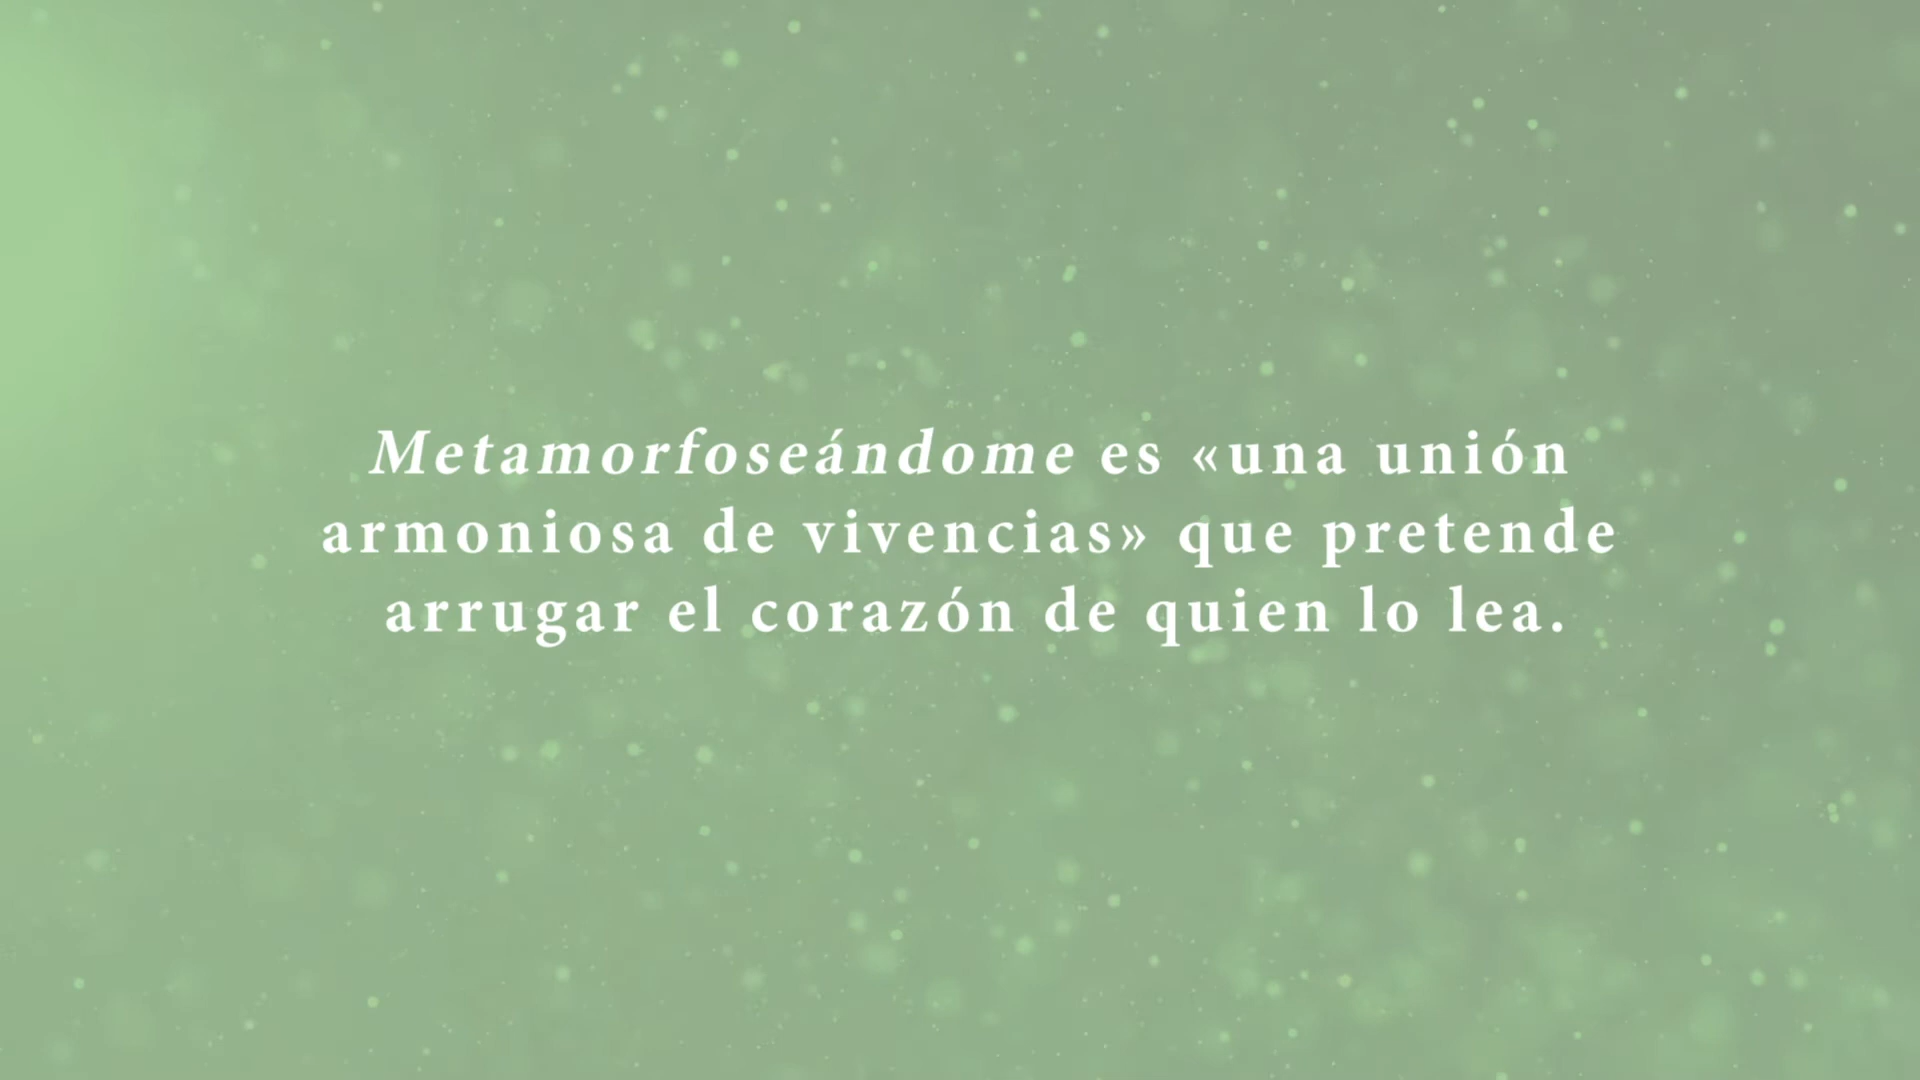 Metamorfoseándome es «una unión
armoniosa de vivencias» que pretende
arrugar el corazón de quien lo lea.